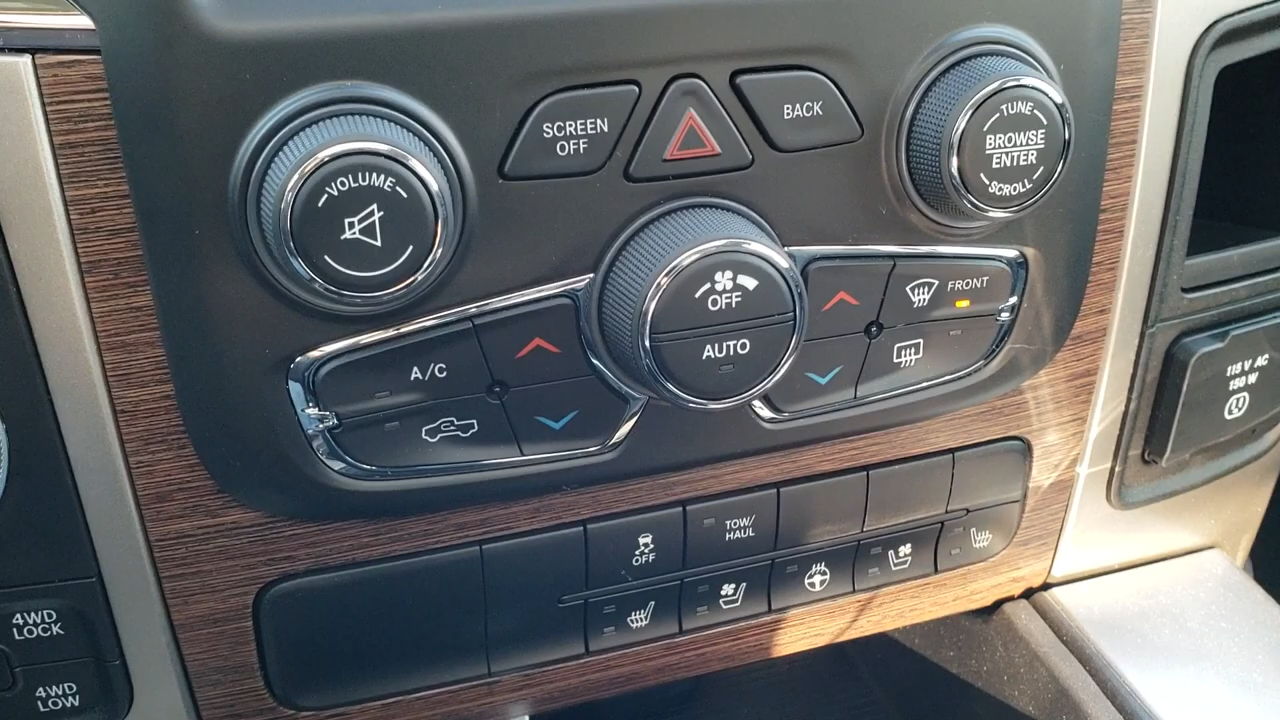 SCREEN
OFF
BACK
TUNE
BROWSE
ENTER
SCROLL
VOLUME
OFF
AUTO
FRONT
A/C
115 V AC
150 W
OFF
TOW/
HAUL
4WD
LOCK
4WD
LOW